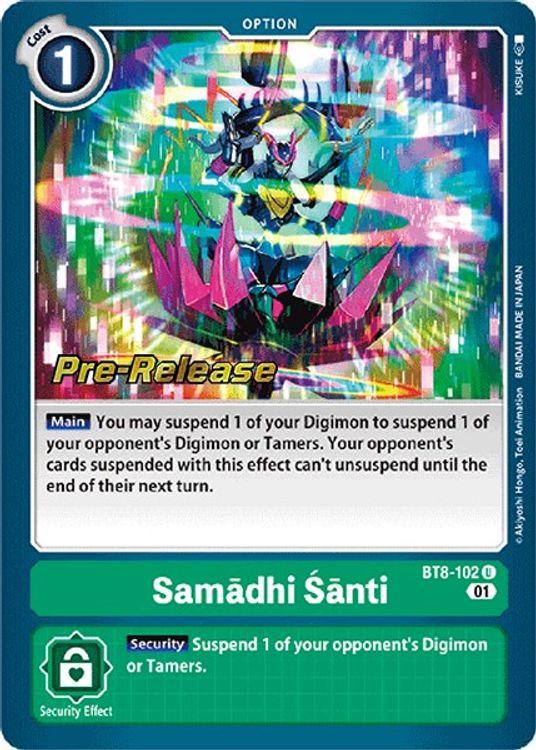 OPTION
Cost
1
KISUKE
Pre-Release
©Akiyoshi Hongo, Toei Animation BANDAI MADE IN JAPAN
Main You may suspend 1 of your Digimon to suspend 1 of
your opponent's Digimon or Tamers. Your opponent's
cards suspended with this effect can't unsuspend until the
end of their next turn.
BT8-102 U
Samādhi Śānti
01
Security Suspend 1 of your opponent's Digimon
or Tamers.
Security Effect